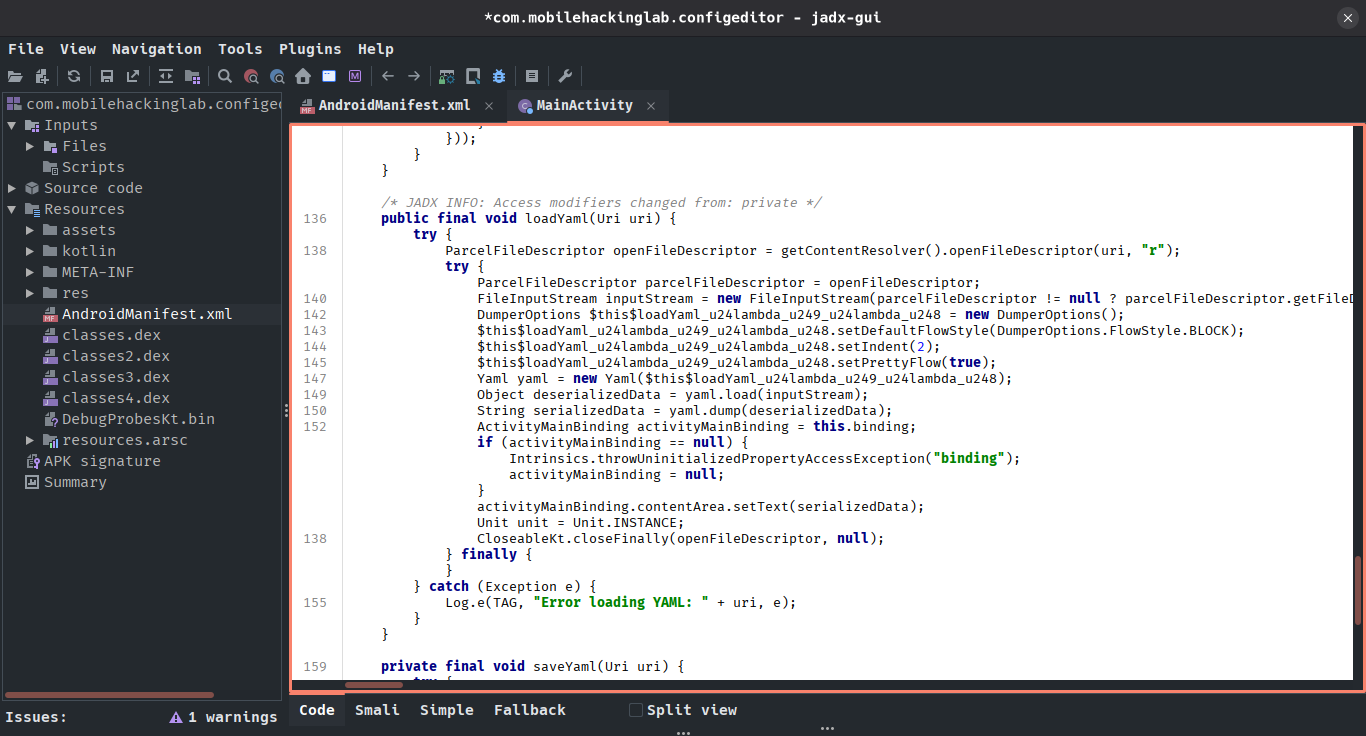 *com.mobilehackinglab.configeditor - jadx-gui
File View Navigation Tools Plugins Help
com.mobilehackinglab.config
Inputs
Files
Scripts
Source code
Resources
assets
kotlin
META-INF
res
AndroidManifest.xml
classes.dex
classes2.dex
classes3.dex
classes4.dex
DebugProbesKt.bin
resources.arsc
APK signature
Summary
Issues: 1 warnings
AndroidManifest.xml MainActivity
}));
}
}
/* JADX INFO: Access modifiers changed from: private */
136 public final void loadYaml(Uri uri) {
try {
138 ParcelFileDescriptor openFileDescriptor = getContentResolver().openFileDescriptor(uri, "r");
try {
ParcelFileDescriptor parcelFileDescriptor = openFileDescriptor;
140 FileInputStream inputStream = new FileInputStream(parcelFileDescriptor != null ? parcelFileDescriptor.getFileD
142 DumperOptions $this$loadYaml_u24lambda_u249_u24lambda_u248 = new DumperOptions();
143 $this$loadYaml_u24lambda_u249_u24lambda_u248.setDefaultFlowStyle(DumperOptions.FlowStyle.BLOCK);
144 $this$loadYaml_u24lambda_u249_u24lambda_u248.setIndent(2);
145 $this$loadYaml_u24lambda_u249_u24lambda_u248.setPrettyFlow(true);
147 Yaml yaml = new Yaml($this$loadYaml_u24lambda_u249_u24lambda_u248);
149 Object deserializedData = yaml.load(inputStream);
150 String serializedData = yaml.dump(deserializedData);
152 ActivityMainBinding activityMainBinding = this.binding;
if (activityMainBinding == null) {
Intrinsics.throwUninitializedPropertyAccessException("binding");
activityMainBinding = null;
}
activityMainBinding.contentArea.setText(serializedData);
Unit unit = Unit.INSTANCE;
138 CloseableKt.closeFinally(openFileDescriptor, null);
} finally {
}
} catch (Exception e) {
155 Log.e(TAG, "Error loading YAML: " + uri, e);
}
}
159 private final void saveYaml(Uri uri) {
Code Smali Simple Fallback Split view